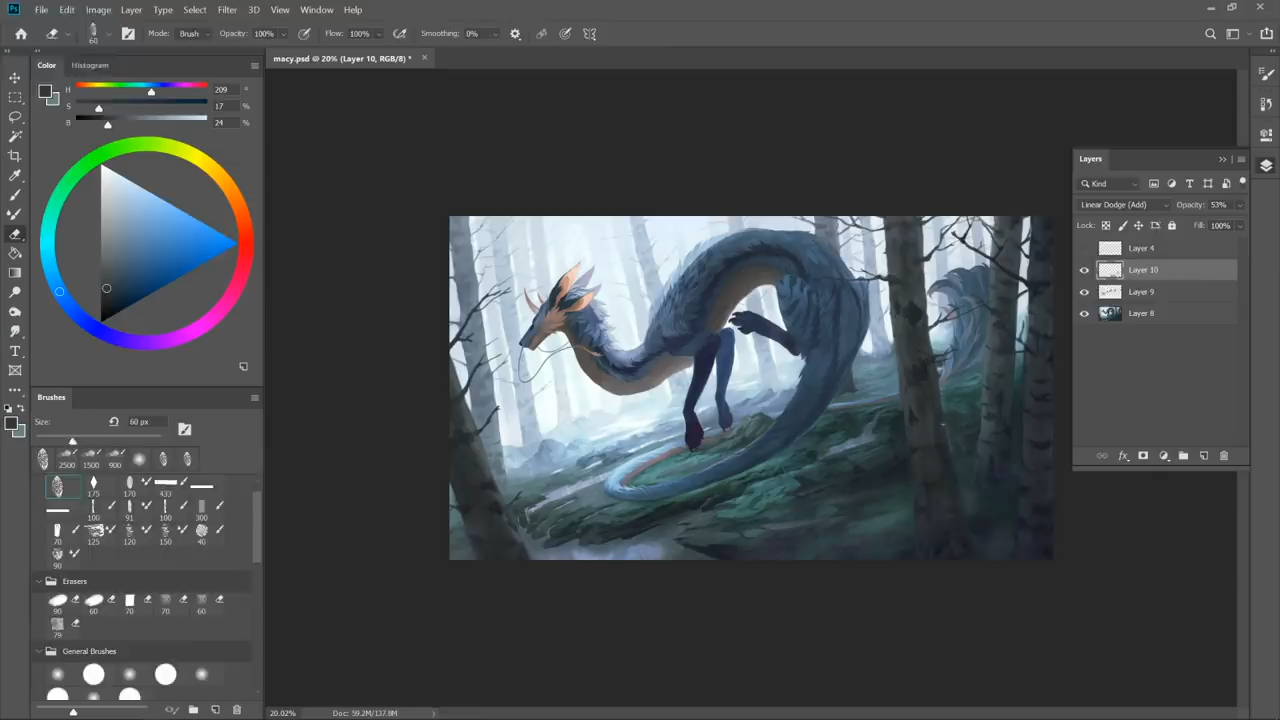 Ps File Edit Image Layer Type Select Filter 3D View Window Help
60 Mode: Brush Opacity: 100% Flow: 100% Smoothing: 0%
macy.psd @ 20% (Layer 10, RGB/8) *
Color Histogram
H 209 °
S 17 %
B 24 %
Brushes
Size: 60 px
2500 1500 900
175 170 433
100 91 100 300
70 125 120 150 40
90
Erasers
90 60 70 70 60
79
General Brushes
Layers
Kind
Linear Dodge (Add) Opacity: 53%
Lock: Fill: 100%
Layer 4
Layer 10
Layer 9
Layer 8
fx
20.02% Doc: 59.2M/137.8M